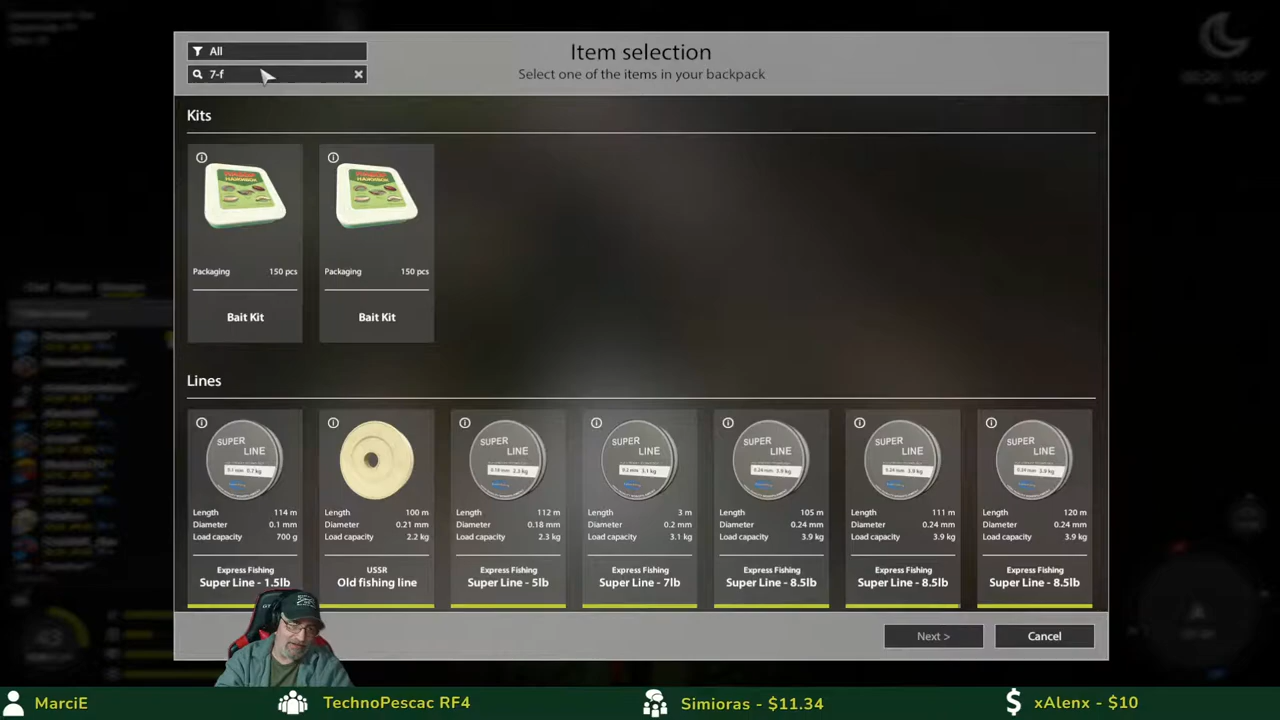 All
7-f
Item selection
Select one of the items in your backpack
Kits
Packaging 150 pcs
Bait Kit
Packaging 150 pcs
Bait Kit
Lines
SUPER LINE
Length 114 m
Diameter 0.1 mm
Load capacity 700 g
Express Fishing
Super Line - 1.5lb
Length 100 m
Diameter 0.21 mm
Load capacity 2.2 kg
USSR
Old fishing line
SUPER LINE
Length 112 m
Diameter 0.18 mm
Load capacity 2.3 kg
Express Fishing
Super Line - 5lb
SUPER LINE
Length 3 m
Diameter 0.2 mm
Load capacity 3.1 kg
Express Fishing
Super Line - 7lb
SUPER LINE
Length 105 m
Diameter 0.24 mm
Load capacity 3.9 kg
Express Fishing
Super Line - 8.5lb
SUPER LINE
Length 111 m
Diameter 0.24 mm
Load capacity 3.9 kg
Express Fishing
Super Line - 8.5lb
SUPER LINE
Length 120 m
Diameter 0.24 mm
Load capacity 3.9 kg
Express Fishing
Super Line - 8.5lb
Next >
Cancel
MarciE
TechnoPescac RF4
Simioras - $11.34
xAlenx - $10